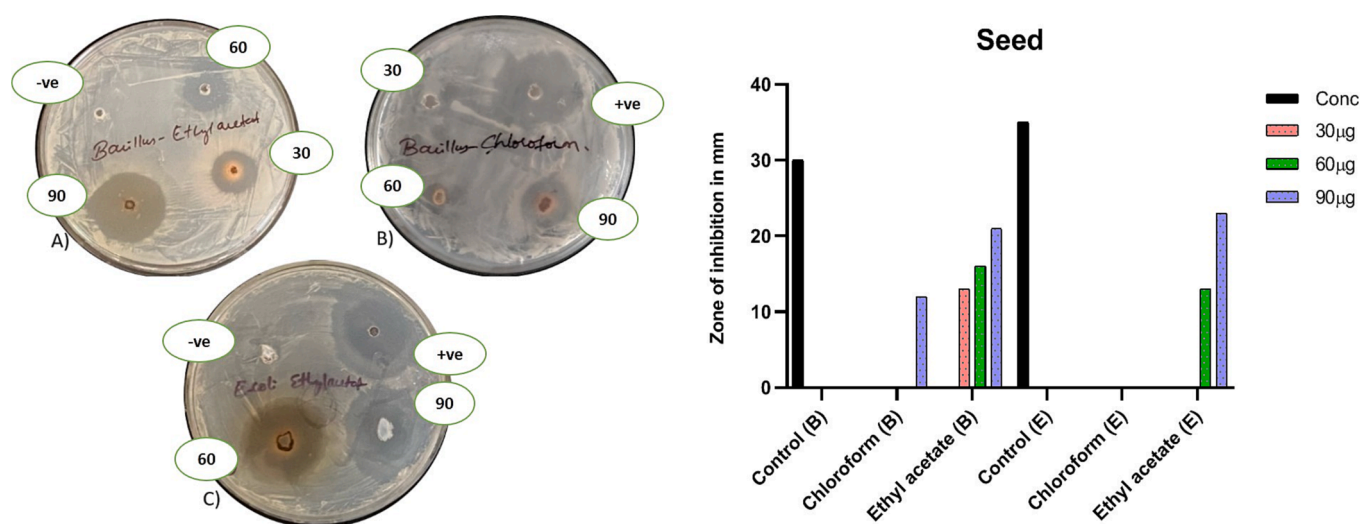 60
-ve
Bacillus-Ethylacetat
30
90
A)
30
+ve
Bacillus-Chloroform.
60
90
B)
-ve
+ve
E.coli Ethylacetat
90
60
C)
Seed
Zone of inhibition in mm
40
30
20
10
0
Control (B)
Chloroform (B)
Ethyl acetate (B)
Control (E)
Chloroform (E)
Ethyl acetate (E)
Conc
30µg
60µg
90µg